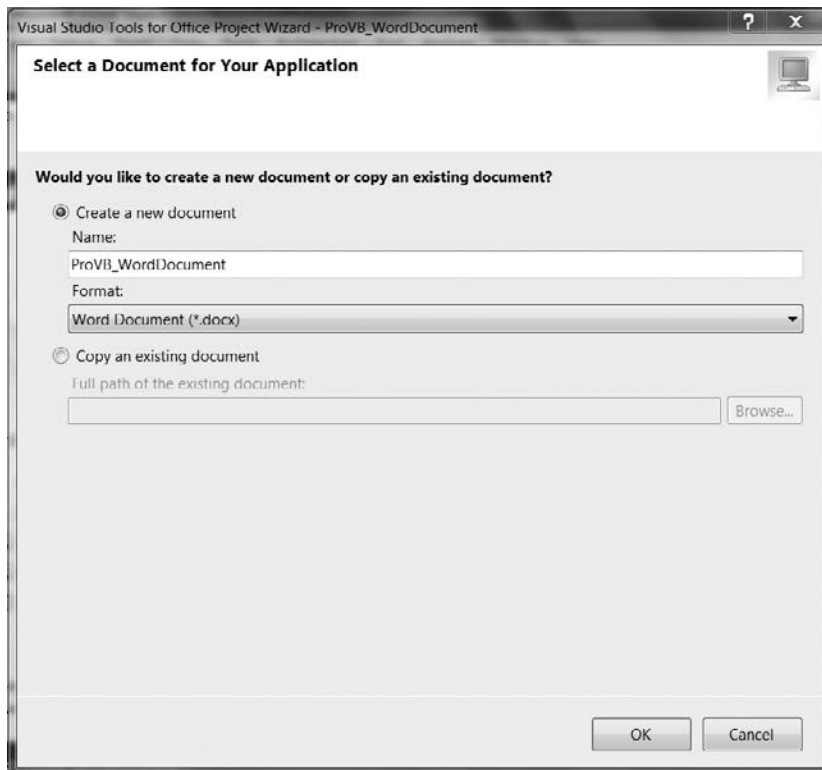 Visual Studio Tools for Office Project Wizard - ProVB_WordDocument
?
X
Select a Document for Your Application
Would you like to create a new document or copy an existing document?
Create a new document
Name:
ProVB_WordDocument
Format:
Word Document (*.docx)
Copy an existing document
Full path of the existing document:
Browse...
OK
Cancel